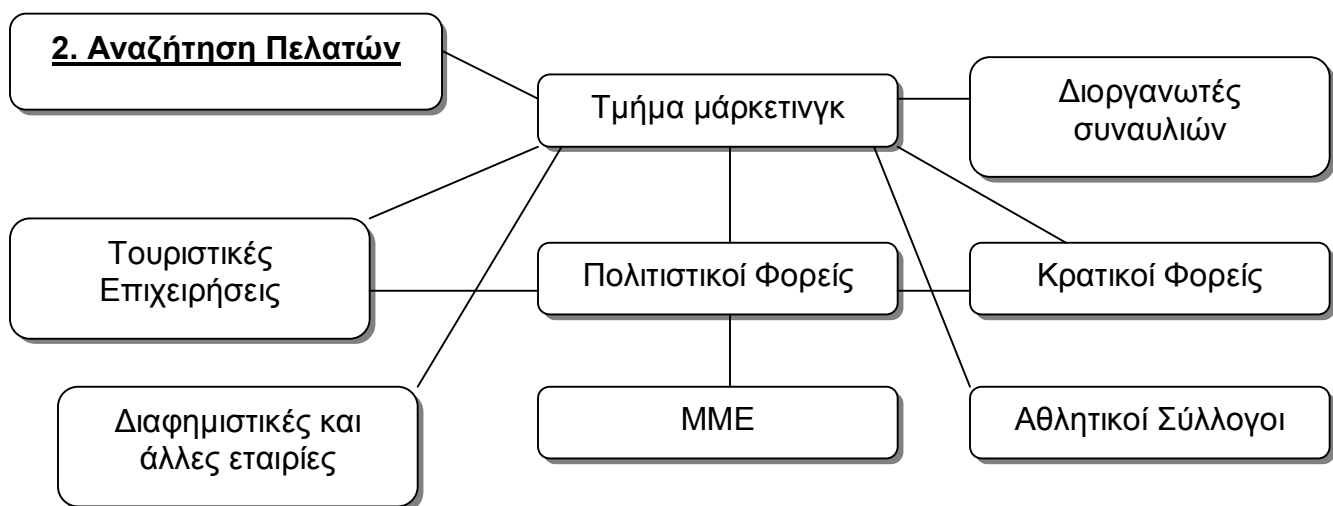 2. Αναζήτηση Πελατών
Τμήμα μάρκετινγκ
Διοργανωτές
συναυλιών
Τουριστικές
Επιχειρήσεις
Πολιτιστικοί Φορείς
Κρατικοί Φορείς
Διαφημιστικές και
άλλες εταιρίες
ΜΜΕ
Αθλητικοί Σύλλογοι